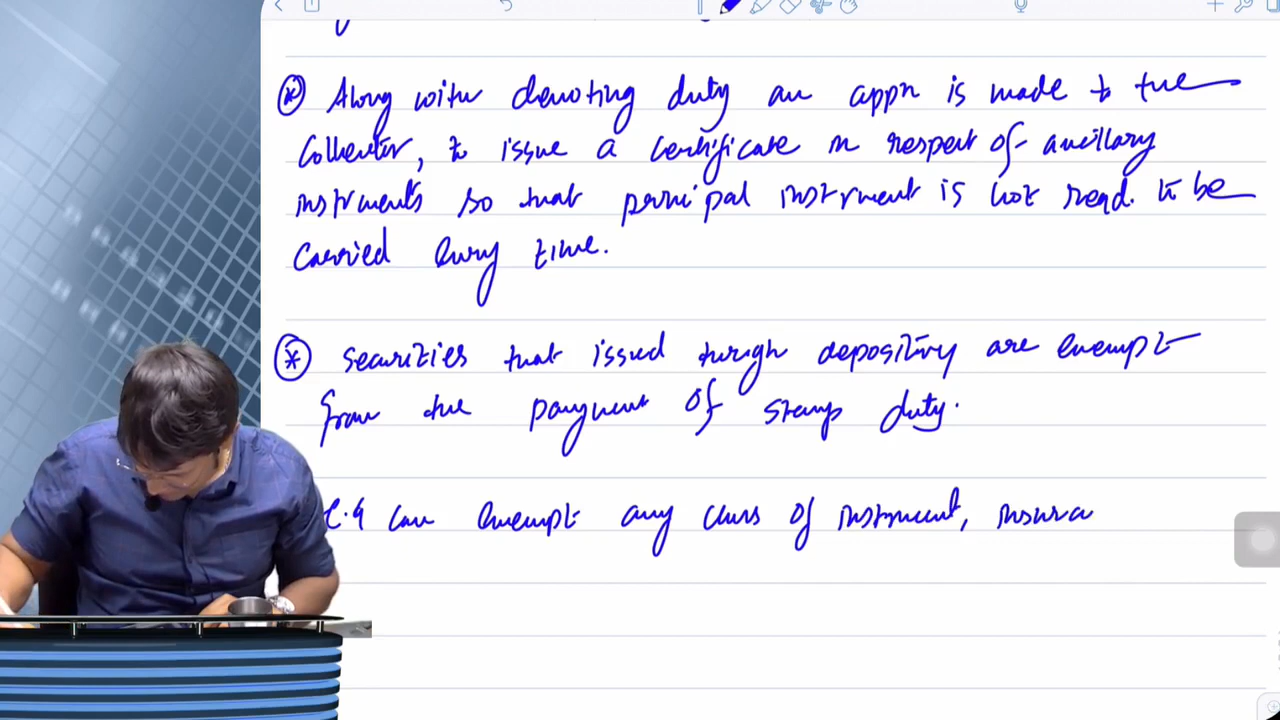 Along with denoting duty an appn is made to the
Collector, to issue a certificate in respect of ancillary
instruments so that principal instrument is not reqd. to be
carried every time.
Securities that issued through depository are exempt
from the payment of stamp duty.
C.G can exempt any class of instrument, insura